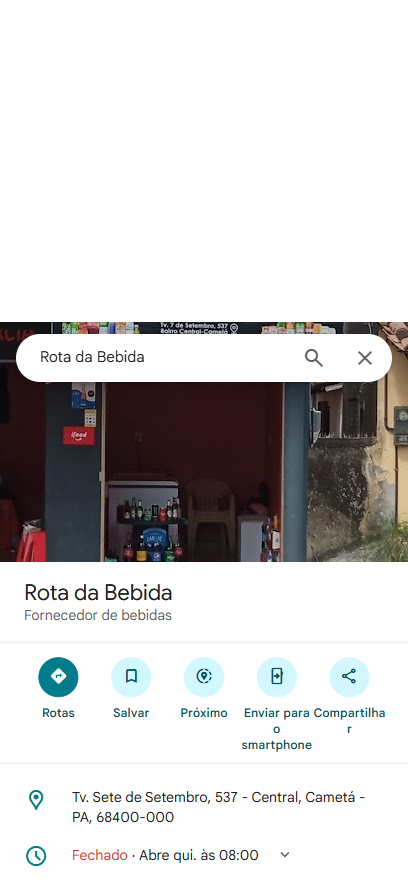 Tv. 7 de Setembro, 537
Bairro Central-Cametá
Rota da Bebida
ifood
Rota da Bebida
Fornecedor de bebidas
Rotas
Salvar
Próximo
Enviar para
o
smartphone
Compartilha
r
Tv. Sete de Setembro, 537 - Central, Cametá -
PA, 68400-000
Fechado · Abre qui. às 08:00